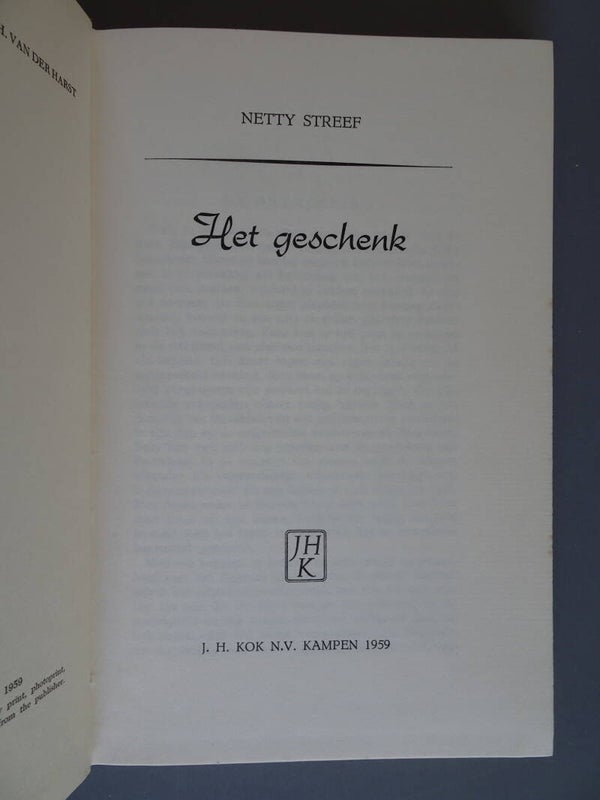 H. VAN DER HARST
1959
print, photoprint,
from the publisher.
NETTY STREEF
Het geschenk
JH
K
J. H. KOK N.V. KAMPEN 1959